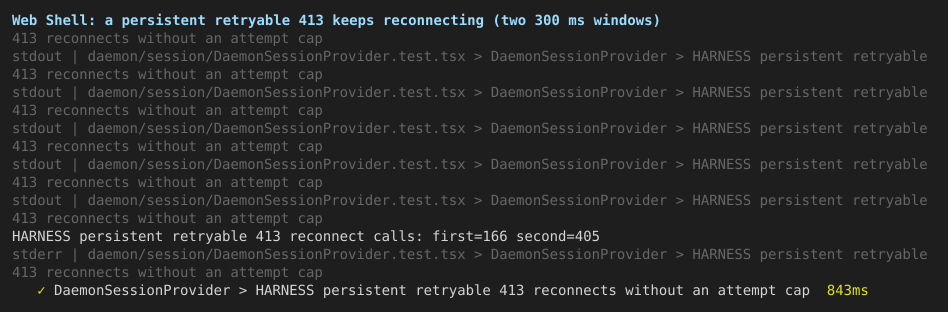 Web Shell: a persistent retryable 413 keeps reconnecting (two 300 ms windows)
413 reconnects without an attempt cap
stdout | daemon/session/DaemonSessionProvider.test.tsx > DaemonSessionProvider > HARNESS persistent retryable
413 reconnects without an attempt cap
stdout | daemon/session/DaemonSessionProvider.test.tsx > DaemonSessionProvider > HARNESS persistent retryable
413 reconnects without an attempt cap
stdout | daemon/session/DaemonSessionProvider.test.tsx > DaemonSessionProvider > HARNESS persistent retryable
413 reconnects without an attempt cap
stdout | daemon/session/DaemonSessionProvider.test.tsx > DaemonSessionProvider > HARNESS persistent retryable
413 reconnects without an attempt cap
stdout | daemon/session/DaemonSessionProvider.test.tsx > DaemonSessionProvider > HARNESS persistent retryable
413 reconnects without an attempt cap
HARNESS persistent retryable 413 reconnect calls: first=166 second=405
stderr | daemon/session/DaemonSessionProvider.test.tsx > DaemonSessionProvider > HARNESS persistent retryable
413 reconnects without an attempt cap
✓ DaemonSessionProvider > HARNESS persistent retryable 413 reconnects without an attempt cap 843ms